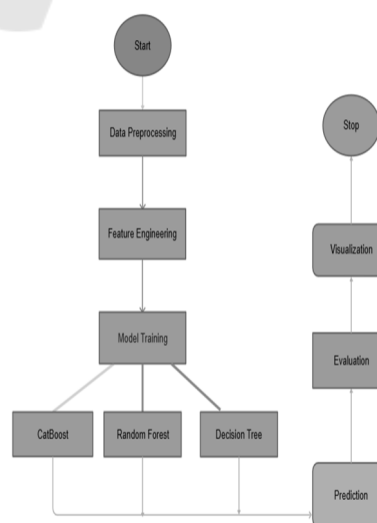 Start
Data Preprocessing
Feature Engineering
Model Training
CatBoost
Random Forest
Decision Tree
Prediction
Evaluation
Visualization
Stop